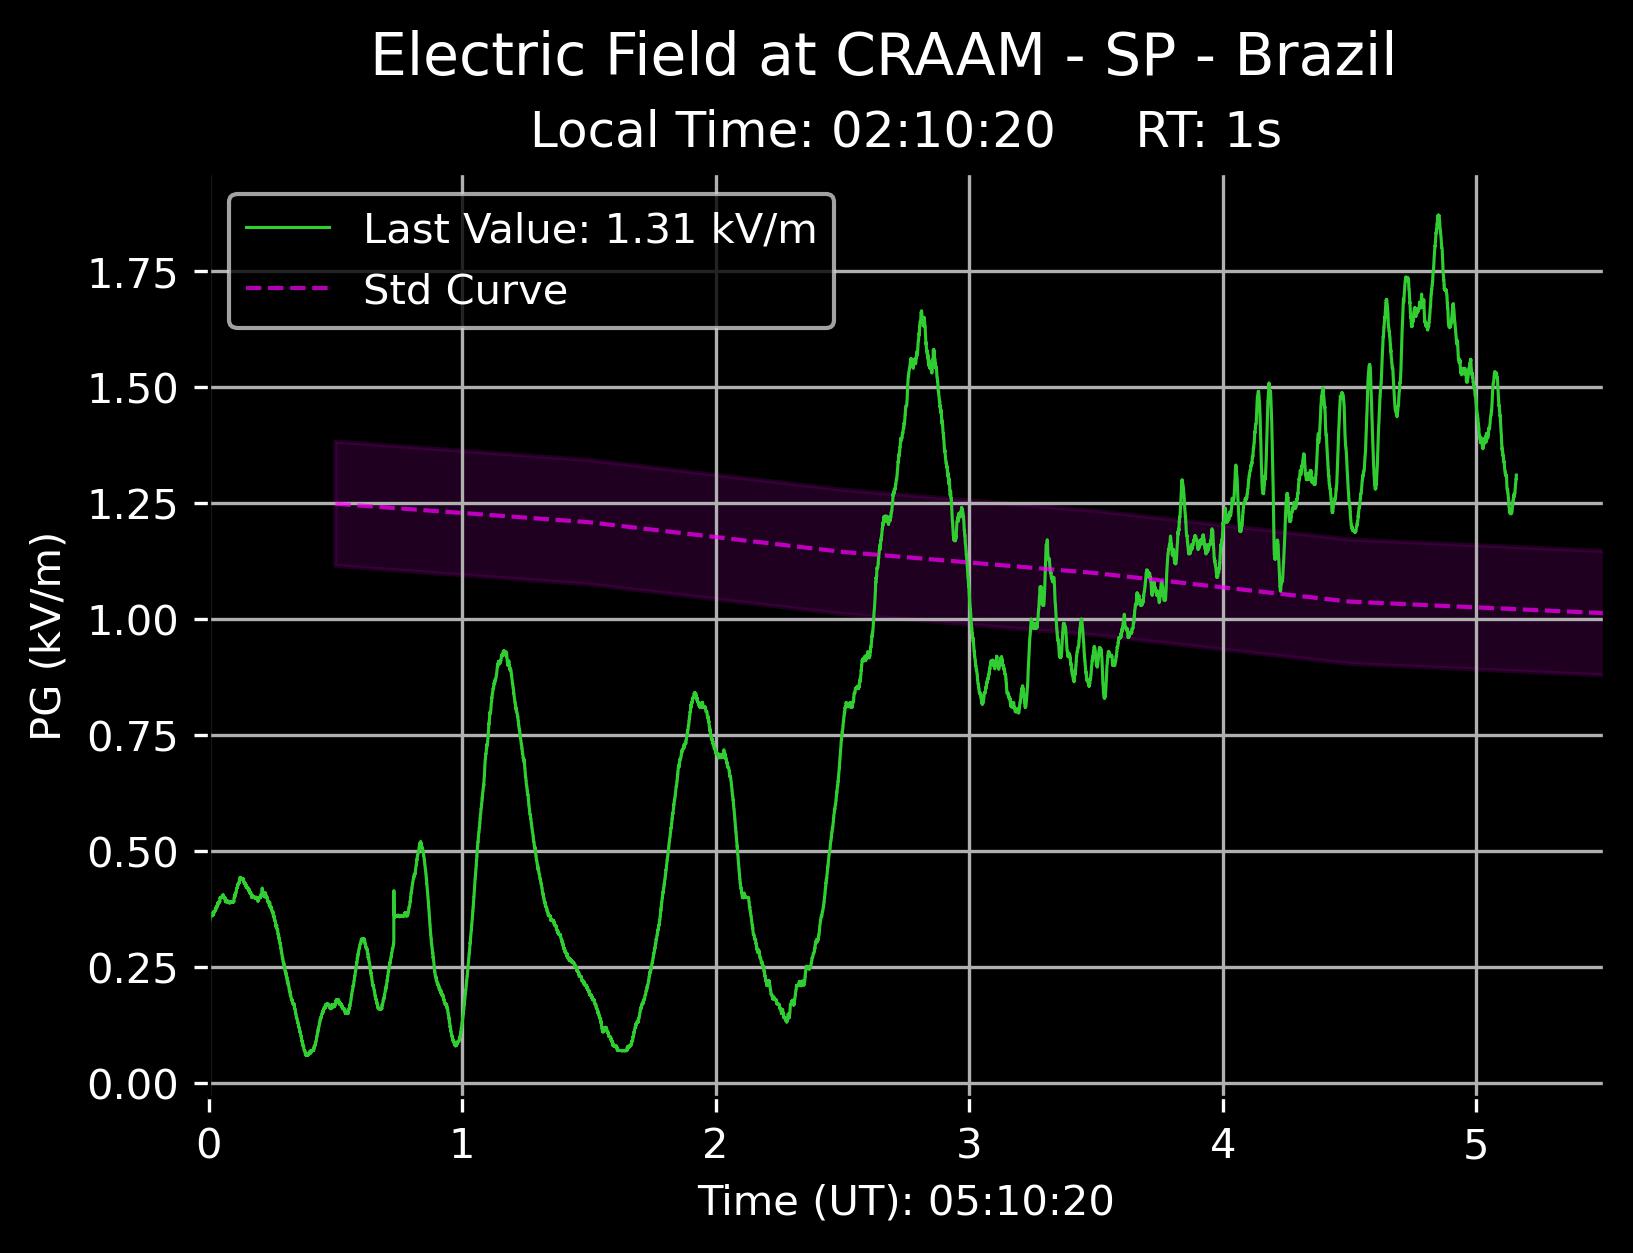 Electric Field at CRAAM - SP - Brazil
Local Time: 02:10:20 RT: 1s
Last Value: 1.31 kV/m
Std Curve
PG (kV/m)
1.75
1.50
1.25
1.00
0.75
0.50
0.25
0.00
0 1 2 3 4 5
Time (UT): 05:10:20